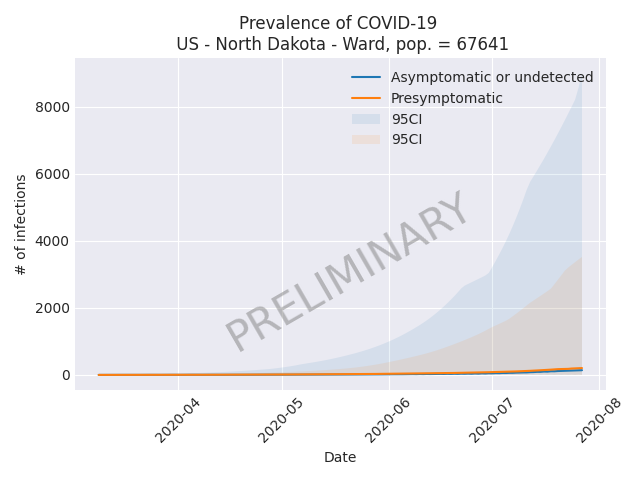 Prevalence of COVID-19
US - North Dakota - Ward, pop. = 67641
Asymptomatic or undetected
Presymptomatic
95CI
95CI
8000
6000
4000
2000
0
# of infections
PRELIMINARY
2020-04
2020-05
2020-06
2020-07
2020-08
Date